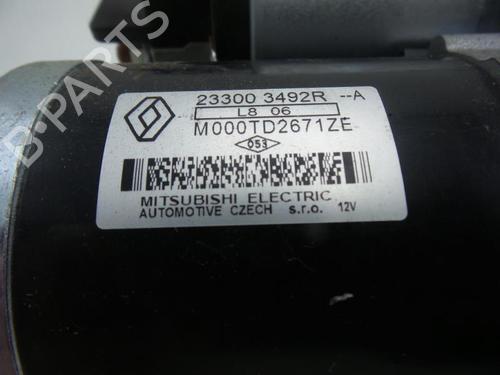 23300 3492R --A
L8 06
M000TD2671ZE
053
MITSUBISHI ELECTRIC
AUTOMOTIVE CZECH s.r.o. 12V
B-PARTS